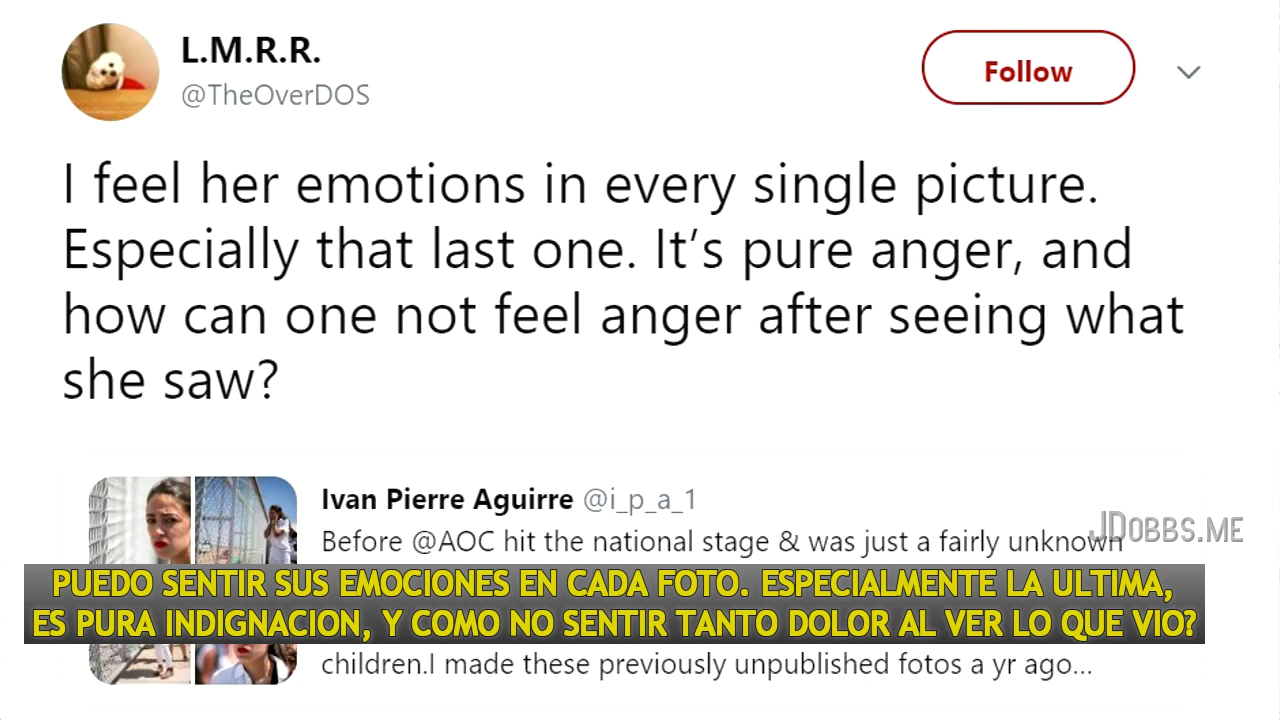 L.M.R.R.
@TheOverDOS
Follow
I feel her emotions in every single picture.
Especially that last one. It's pure anger, and
how can one not feel anger after seeing what
she saw?
Ivan Pierre Aguirre @i_p_a_1
Before @AOC hit the national stage & was just a fairly unknown
JDOBBS.ME
PUEDO SENTIR SUS EMOCIONES EN CADA FOTO. ESPECIALMENTE LA ULTIMA,
ES PURA INDIGNACION, Y COMO NO SENTIR TANTO DOLOR AL VER LO QUE VIO?
children.I made these previously unpublished fotos a yr ago...